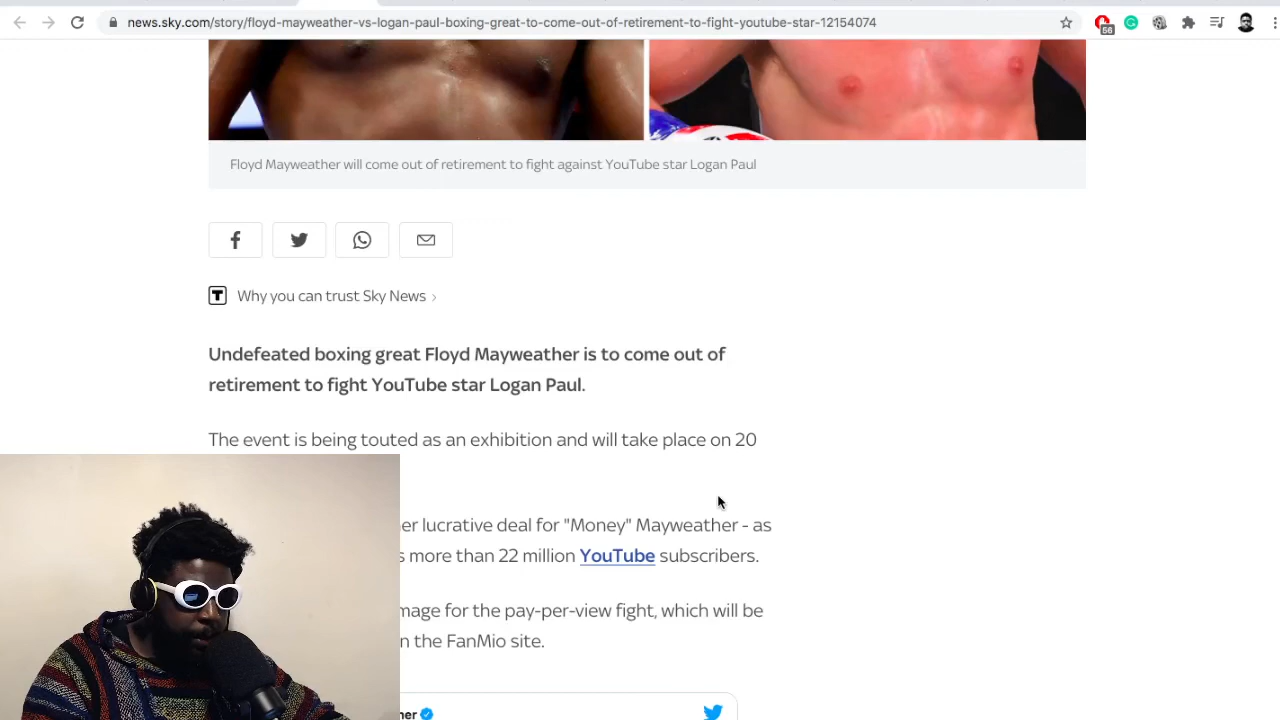 news.sky.com/story/floyd-mayweather-vs-logan-paul-boxing-great-to-come-out-of-retirement-to-fight-youtube-star-12154074
56
Floyd Mayweather will come out of retirement to fight against YouTube star Logan Paul
T Why you can trust Sky News
Undefeated boxing great Floyd Mayweather is to come out of
retirement to fight YouTube star Logan Paul.
The event is being touted as an exhibition and will take place on 20
lucrative deal for "Money" Mayweather - as
more than 22 million YouTube subscribers.
for the pay-per-view fight, which will be
the FanMio site.